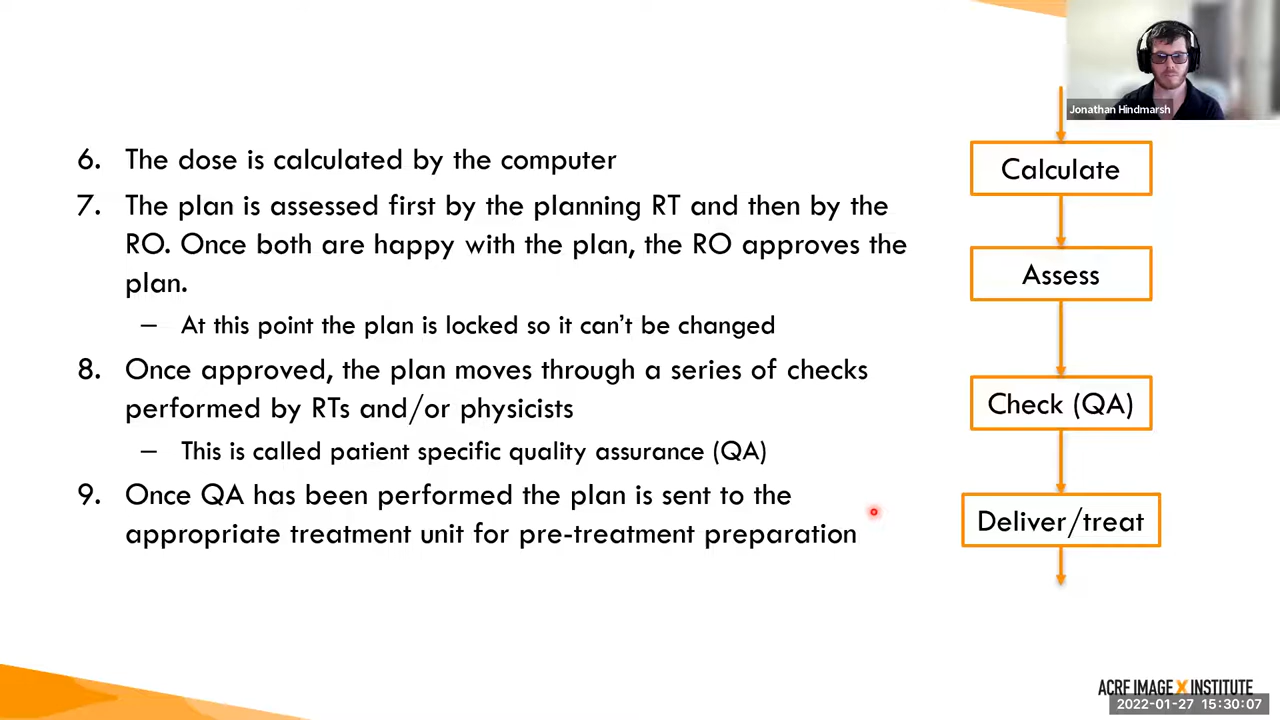 Jonathan Hindmarsh
6. The dose is calculated by the computer
7. The plan is assessed first by the planning RT and then by the
RO. Once both are happy with the plan, the RO approves the
plan.
– At this point the plan is locked so it can’t be changed
8. Once approved, the plan moves through a series of checks
performed by RTs and/or physicists
– This is called patient specific quality assurance (QA)
9. Once QA has been performed the plan is sent to the
appropriate treatment unit for pre-treatment preparation
Calculate
Assess
Check (QA)
Deliver/treat
ACRF IMAGE X INSTITUTE
2022-01-27 15:30:07